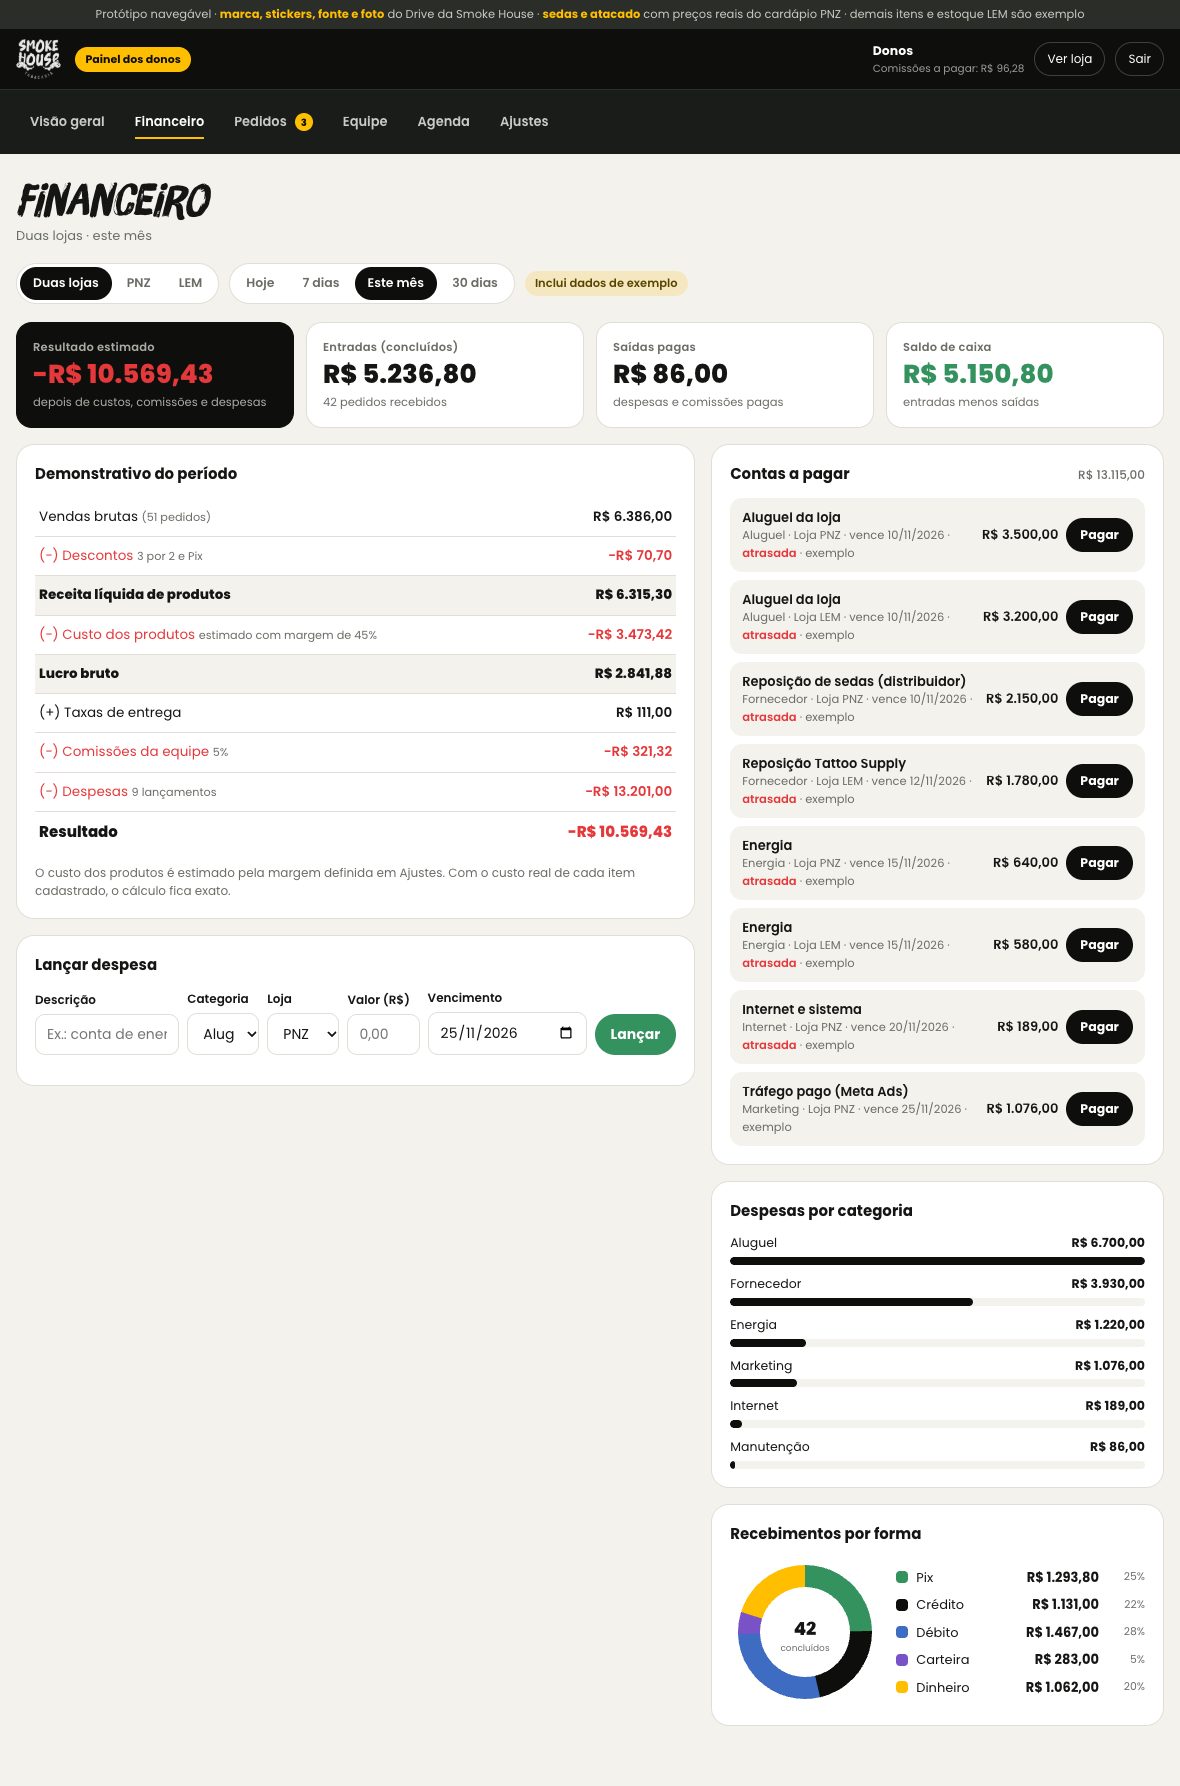 Protótipo navegável · marca, stickers, fonte e foto do Drive da Smoke House · sedas e atacado com preços reais do cardápio PNZ · demais itens e estoque LEM são exemplo
SMOKE HOUSE
Painel dos donos
Donos
Comissões a pagar: R$ 96,28
Ver loja
Sair
Visão geral
Financeiro
Pedidos 3
Equipe
Agenda
Ajustes
FINANCEIRO
Duas lojas · este mês
Duas lojas
PNZ
LEM
Hoje
7 dias
Este mês
30 dias
Inclui dados de exemplo
Resultado estimado
-R$ 10.569,43
depois de custos, comissões e despesas
Entradas (concluídos)
R$ 5.236,80
42 pedidos recebidos
Saídas pagas
R$ 86,00
despesas e comissões pagas
Saldo de caixa
R$ 5.150,80
entradas menos saídas
Demonstrativo do período
Vendas brutas (51 pedidos) R$ 6.386,00
(-) Descontos 3 por 2 e Pix -R$ 70,70
Receita líquida de produtos R$ 6.315,30
(-) Custo dos produtos estimado com margem de 45% -R$ 3.473,42
Lucro bruto R$ 2.841,88
(+) Taxas de entrega R$ 111,00
(-) Comissões da equipe 5% -R$ 321,32
(-) Despesas 9 lançamentos -R$ 13.201,00
Resultado -R$ 10.569,43
O custo dos produtos é estimado pela margem definida em Ajustes. Com o custo real de cada item
cadastrado, o cálculo fica exato.
Lançar despesa
Descrição
Categoria
Loja
Valor (R$)
Vencimento
Ex.: conta de ener
Alug
PNZ
0,00
25/11/2026
Lançar
Contas a pagar R$ 13.115,00
Aluguel da loja
Aluguel · Loja PNZ · vence 10/11/2026 ·
atrasada · exemplo
R$ 3.500,00
Pagar
Aluguel da loja
Aluguel · Loja LEM · vence 10/11/2026 ·
atrasada · exemplo
R$ 3.200,00
Pagar
Reposição de sedas (distribuidor)
Fornecedor · Loja PNZ · vence 10/11/2026 ·
atrasada · exemplo
R$ 2.150,00
Pagar
Reposição Tattoo Supply
Fornecedor · Loja LEM · vence 12/11/2026 ·
atrasada · exemplo
R$ 1.780,00
Pagar
Energia
Energia · Loja PNZ · vence 15/11/2026 ·
atrasada · exemplo
R$ 640,00
Pagar
Energia
Energia · Loja LEM · vence 15/11/2026 ·
atrasada · exemplo
R$ 580,00
Pagar
Internet e sistema
Internet · Loja PNZ · vence 20/11/2026 ·
atrasada · exemplo
R$ 189,00
Pagar
Tráfego pago (Meta Ads)
Marketing · Loja PNZ · vence 25/11/2026 ·
exemplo
R$ 1.076,00
Pagar
Despesas por categoria
Aluguel R$ 6.700,00
Fornecedor R$ 3.930,00
Energia R$ 1.220,00
Marketing R$ 1.076,00
Internet R$ 189,00
Manutenção R$ 86,00
Recebimentos por forma
42
concluídos
Pix R$ 1.293,80 25%
Crédito R$ 1.131,00 22%
Débito R$ 1.467,00 28%
Carteira R$ 283,00 5%
Dinheiro R$ 1.062,00 20%